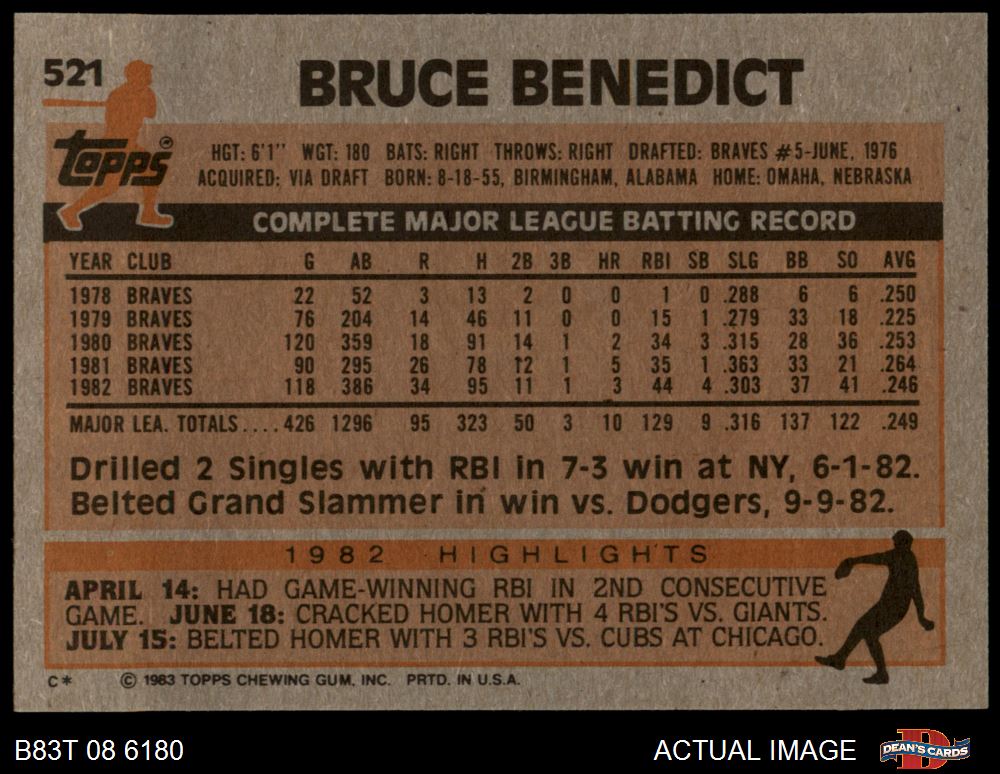 521
BRUCE BENEDICT
topps
HGT: 6'1" WGT: 180 BATS: RIGHT THROWS: RIGHT DRAFTED: BRAVES #5-JUNE, 1976
ACQUIRED: VIA DRAFT BORN: 8-18-55, BIRMINGHAM, ALABAMA HOME: OMAHA, NEBRASKA
COMPLETE MAJOR LEAGUE BATTING RECORD
YEAR CLUB G AB R H 2B 3B HR RBI SB SLG BB SO AVG
1978 BRAVES 22 52 3 13 2 0 0 1 0 .288 6 6 .250
1979 BRAVES 76 204 14 46 11 0 0 15 1 .279 33 18 .225
1980 BRAVES 120 359 18 91 14 1 2 34 3 .315 28 36 .253
1981 BRAVES 90 295 26 78 12 1 5 35 1 .363 33 21 .264
1982 BRAVES 118 386 34 95 11 1 3 44 4 .303 37 41 .246
MAJOR LEA. TOTALS.... 426 1296 95 323 50 3 10 129 9 .316 137 122 .249
Drilled 2 Singles with RBI in 7-3 win at NY, 6-1-82.
Belted Grand Slammer in win vs. Dodgers, 9-9-82.
1982 HIGHLIGHTS
APRIL 14: HAD GAME-WINNING RBI IN 2ND CONSECUTIVE
GAME. JUNE 18: CRACKED HOMER WITH 4 RBI'S VS. GIANTS.
JULY 15: BELTED HOMER WITH 3 RBI'S VS. CUBS AT CHICAGO.
C* © 1983 TOPPS CHEWING GUM, INC. PRTD. IN U.S.A.
B83T 08 6180
ACTUAL IMAGE
DEAN'S CARDS